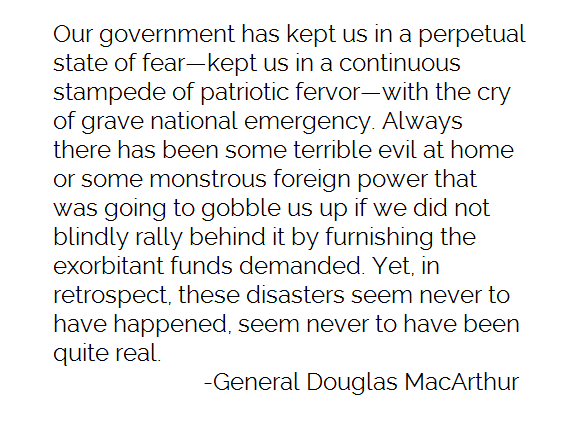 Our government has kept us in a perpetual
state of fear—kept us in a continuous
stampede of patriotic fervor—with the cry
of grave national emergency. Always
there has been some terrible evil at home
or some monstrous foreign power that
was going to gobble us up if we did not
blindly rally behind it by furnishing the
exorbitant funds demanded. Yet, in
retrospect, these disasters seem never to
have happened, seem never to have been
quite real.
-General Douglas MacArthur